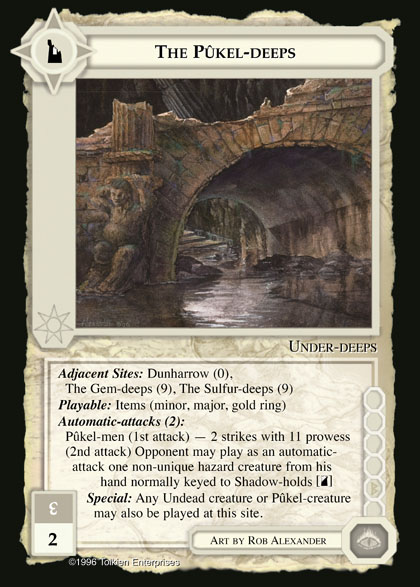 The Pûkel-deeps
Under-deeps
Adjacent Sites: Dunharrow (0),
The Gem-deeps (9), The Sulfur-deeps (9)
Playable: Items (minor, major, gold ring)
Automatic-attacks (2):
Pûkel-men (1st attack) — 2 strikes with 11 prowess
(2nd attack) Opponent may play as an automatic-
attack one non-unique hazard creature from his
hand normally keyed to Shadow-holds [ ]
Special: Any Undead creature or Pûkel-creature
may also be played at this site.
2
Art by Rob Alexander
©1996 Tolkien Enterprises